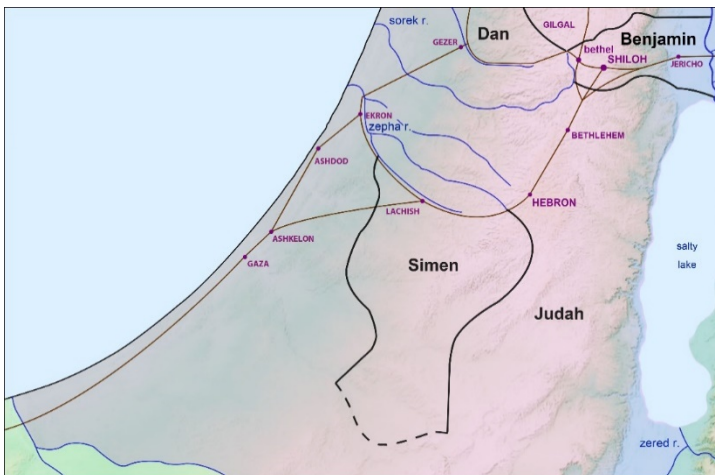 sorek r.
GILGAL
Dan
GEZER
bethel
Benjamin
SHILOH
JERICHO
EKRON
zepha r.
BETHLEHEM
ASHDOD
LACHISH
HEBRON
ASHKELON
GAZA
Simen
salty
lake
Judah
zered r.